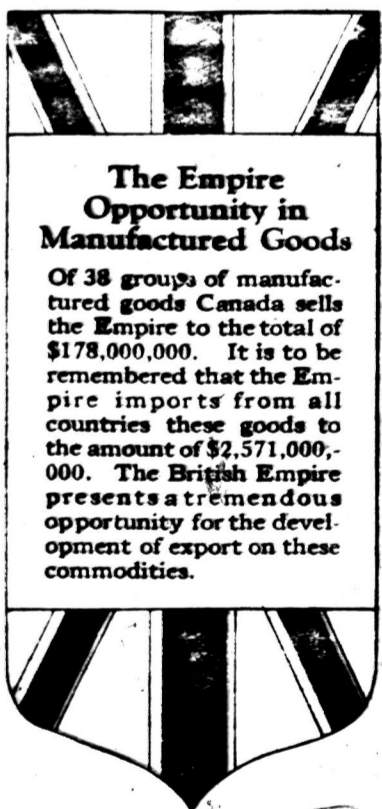 The Empire
Opportunity in
Manufactured Goods
Of 38 groups of manufac-
tured goods Canada sells
the Empire to the total of
$178,000,000. It is to be
remembered that the Em-
pire imports from all
countries these goods to
the amount of $2,571,000,-
000. The British Empire
presents a tremendous
opportunity for the devel-
opment of export on these
commodities.